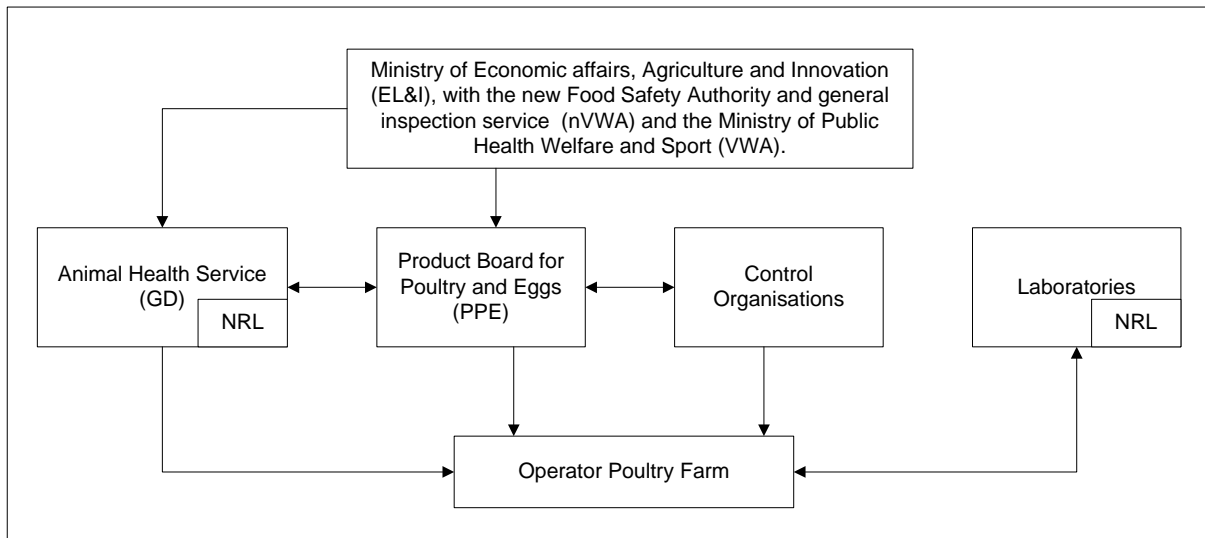 Ministry of Economic affairs, Agriculture and Innovation
(EL&I), with the new Food Safety Authority and general
inspection service (nVWA) and the Ministry of Public
Health Welfare and Sport (VWA).
Animal Health Service
(GD)
NRL
Product Board for
Poultry and Eggs
(PPE)
Control
Organisations
Laboratories
NRL
Operator Poultry Farm